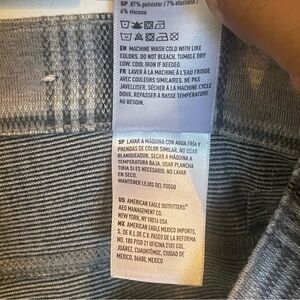 SP 87% poliéster / 7% elastano /
6% viscosa
EN MACHINE WASH COLD WITH LIKE
COLORS. DO NOT BLEACH. TUMBLE DRY
LOW. COOL IRON IF NEEDED.
FR LAVER À LA MACHINE À L'EAU FROIDE
AVEC COULEURS SIMILAIRES. NE PAS
JAVELLISER. SÉCHER À LA MACHINE CYCLE
DOUX. REPASSER À BASSE TEMPÉRATURE
AU BESOIN.
SP LAVAR A MÁQUINA CON AGUA FRÍA Y
PRENDAS DE COLOR SIMILAR. NO USAR
BLANQUEADOR. SECAR A MÁQUINA A
TEMPERATURA BAJA. USAR PLANCHA
TIBIA SI ES NECESARIO. NO USAR
EN LAVASECO.
MANTENER LEJOS DEL FUEGO
US AMERICAN EAGLE OUTFITTERS
AEO MANAGEMENT CO.
NEW YORK, NY 10016 USA
MX AMERICAN EAGLE MEXICO IMPORTS,
S. DE R.L. DE C.V. PASEO DE LA REFORMA
NO. 180 PISO 21 OFICINA 2101 COL.
JUÁREZ, CUAUHTÉMOC, CIUDAD DE
MÉXICO, 06600, MEXICO